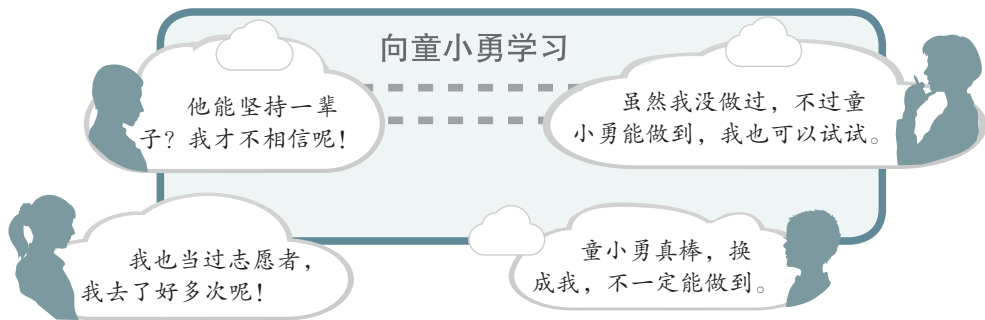 向童小勇学习
他能坚持一辈
子？我才不相信呢！
虽然我没做过，不过童
小勇能做到，我也可以试试。
我也当过志愿者，
我去了好多次呢！
童小勇真棒，换
成我，不一定能做到。